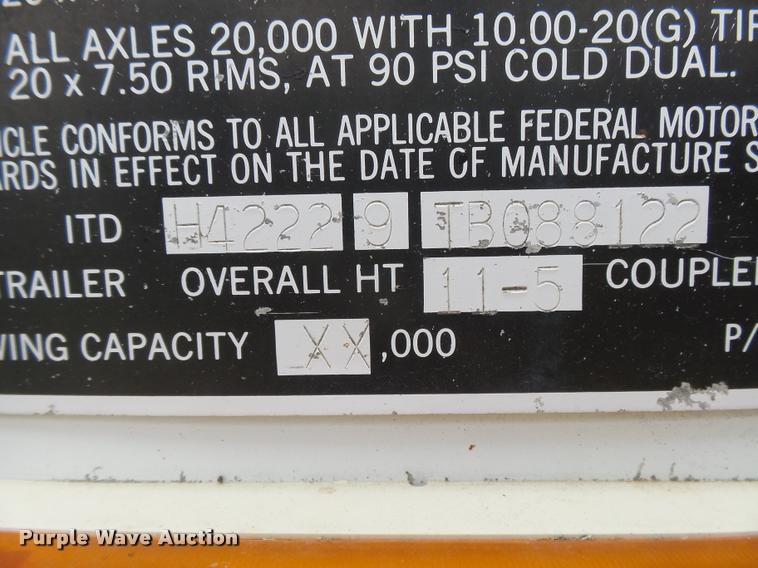 ALL AXLES 20,000 WITH 10.00-20(G) TIR
20 x 7.50 RIMS, AT 90 PSI COLD DUAL.
ICLE CONFORMS TO ALL APPLICABLE FEDERAL MOTOR
ARDS IN EFFECT ON THE DATE OF MANUFACTURE S
ITD H4222 9 TB088122
TRAILER OVERALL HT 11-5 COUPLE
WING CAPACITY _XX ,000 P/
Purple Wave Auction